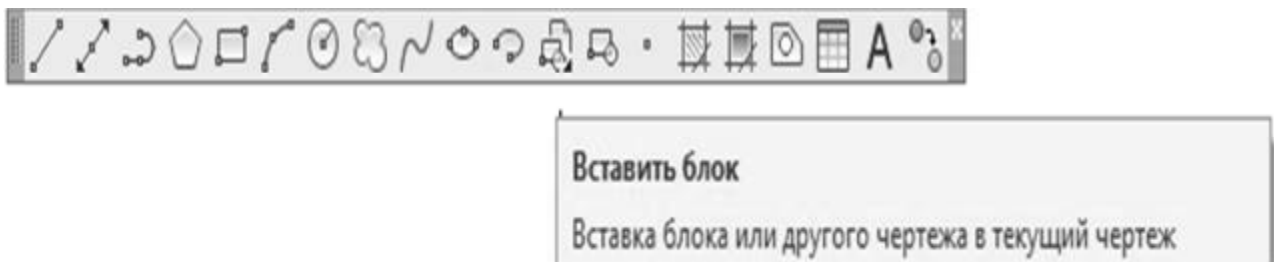 A
Вставить блок
Вставка блока или другого чертежа в текущий чертеж